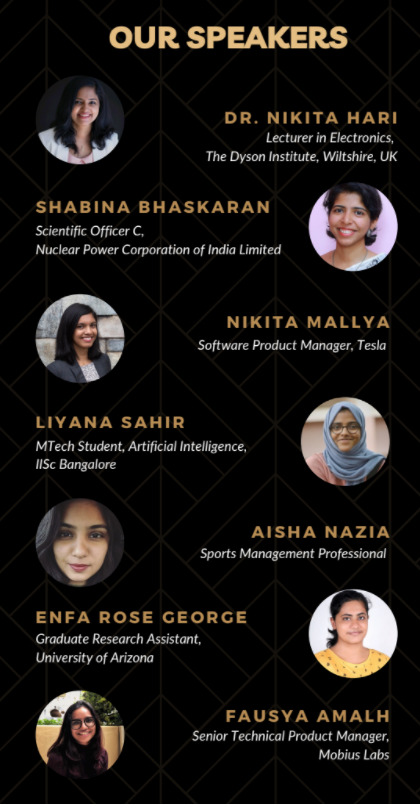 OUR SPEAKERS
DR. NIKITA HARI
Lecturer in Electronics,
The Dyson Institute, Wiltshire, UK
SHABINA BHASKARAN
Scientific Officer C,
Nuclear Power Corporation of India Limited
NIKITA MALLYA
Software Product Manager, Tesla
LIYANA SAHIR
MTech Student, Artificial Intelligence,
IISc Bangalore
AISHA NAZIA
Sports Management Professional
ENFA ROSE GEORGE
Graduate Research Assistant,
University of Arizona
FAUSYA AMALH
Senior Technical Product Manager,
Mobius Labs